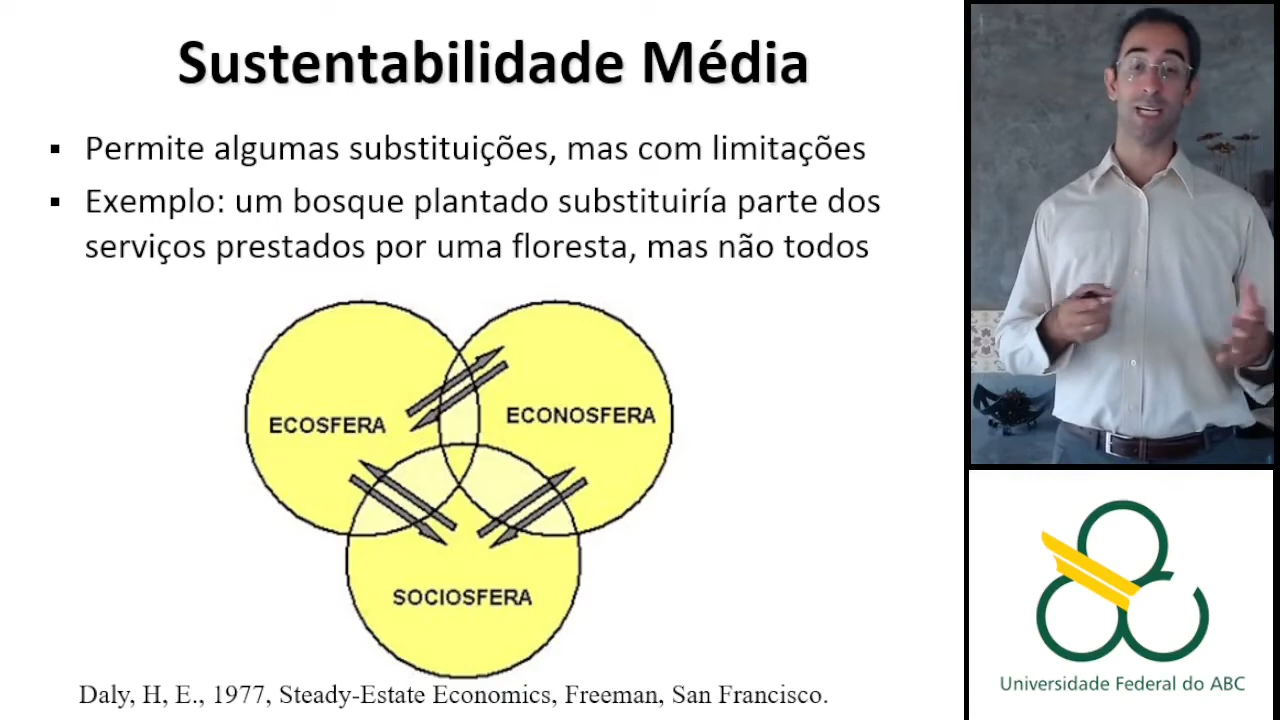 Sustentabilidade Média
▪ Permite algumas substituições, mas com limitações
▪ Exemplo: um bosque plantado substituiría parte dos
serviços prestados por uma floresta, mas não todos
ECOSFERA
ECONOSFERA
SOCIOSFERA
Daly, H, E., 1977, Steady-Estate Economics, Freeman, San Francisco.
Universidade Federal do ABC